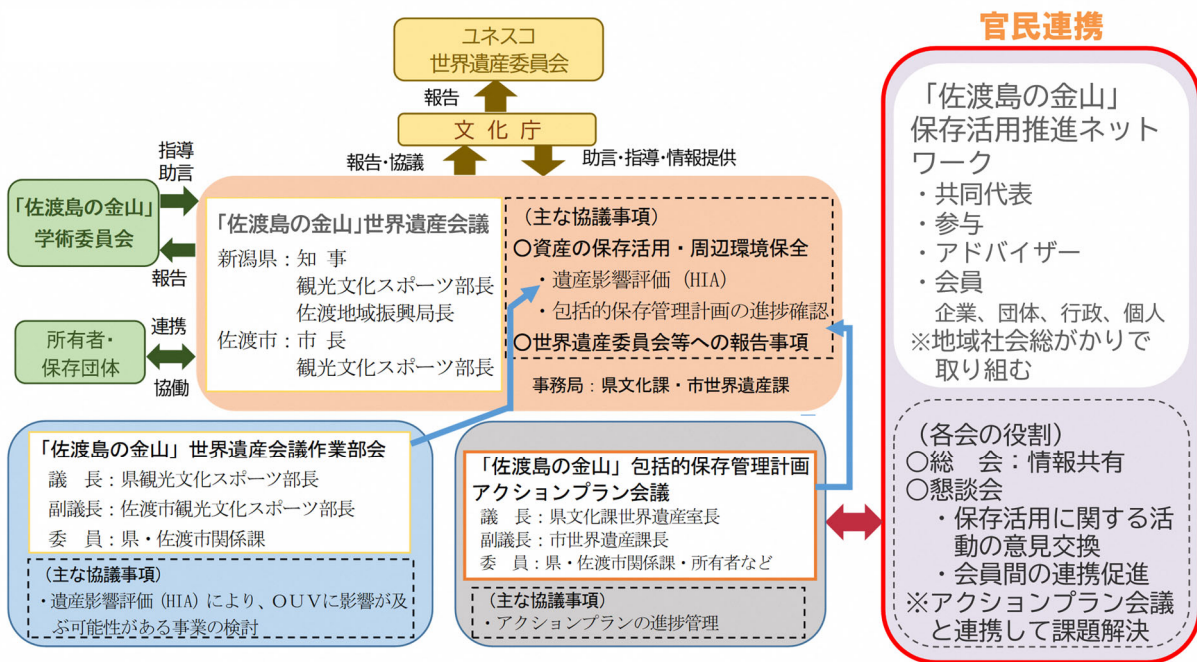 ユネスコ
世界遺産委員会
報告
文化庁
報告・協議
助言・指導・情報提供
指導
助言
「佐渡島の金山」
学術委員会
報告
所有者・
保存団体
連携
協働
「佐渡島の金山」世界遺産会議
新潟県：知 事
観光文化スポーツ部長
佐渡地域振興局長
佐渡市：市 長
観光文化スポーツ部長
（主な協議事項）
〇資産の保存活用・周辺環境保全
・遺産影響評価（HIA）
・包括的保存管理計画の進捗確認
〇世界遺産委員会等への報告事項
事務局：県文化課・市世界遺産課
「佐渡島の金山」世界遺産会議作業部会
議　長：県観光文化スポーツ部長
副議長：佐渡市観光文化スポーツ部長
委　員：県・佐渡市関係課
（主な協議事項）
・遺産影響評価（HIA）により、OUVに影響が及
ぶ可能性がある事業の検討
「佐渡島の金山」包括的保存管理計画
アクションプラン会議
議　長：県文化課世界遺産室長
副議長：市世界遺産課長
委　員：県・佐渡市関係課・所有者など
（主な協議事項）
・アクションプランの進捗管理
官民連携
「佐渡島の金山」
保存活用推進ネット
ワーク
・共同代表
・参与
・アドバイザー
・会員
企業、団体、行政、個人
※地域社会総がかりで
取り組む
（各会の役割）
〇総　会：情報共有
〇懇談会
・保存活用に関する活
動の意見交換
・会員間の連携促進
※アクションプラン会議
と連携して課題解決